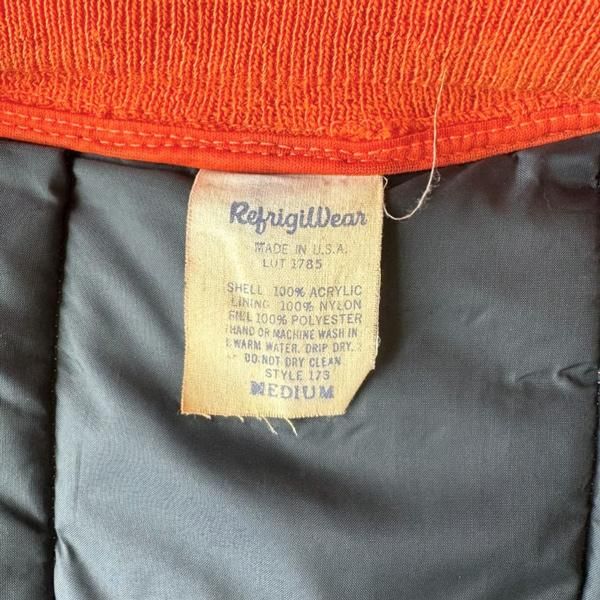 RefrigiWear
MADE IN U.S.A.
LOT 1785
SHELL 100% ACRYLIC
LINING 100% NYLON
FILL 100% POLYESTER
HAND OR MACHINE WASH IN
WARM WATER. DRIP DRY.
DO NOT DRY CLEAN
STYLE 173
MEDIUM